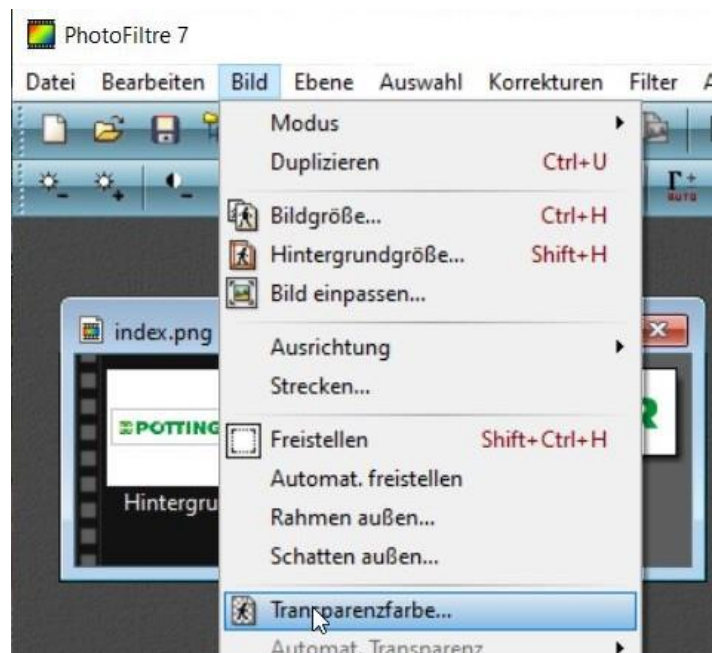 PhotoFiltre 7
Datei Bearbeiten Bild Ebene Auswahl Korrekturen Filter
AUTO
Modus
Duplizieren Ctrl+U
Bildgröße... Ctrl+H
Hintergrundgröße... Shift+H
Bild einpassen...
index.png
Ausrichtung
Strecken...
POTTING
R
Freistellen Shift+Ctrl+H
Automat. freistellen
Hintergru
Rahmen außen...
Schatten außen...
Transparenzfarbe...
Automat. Transparenz